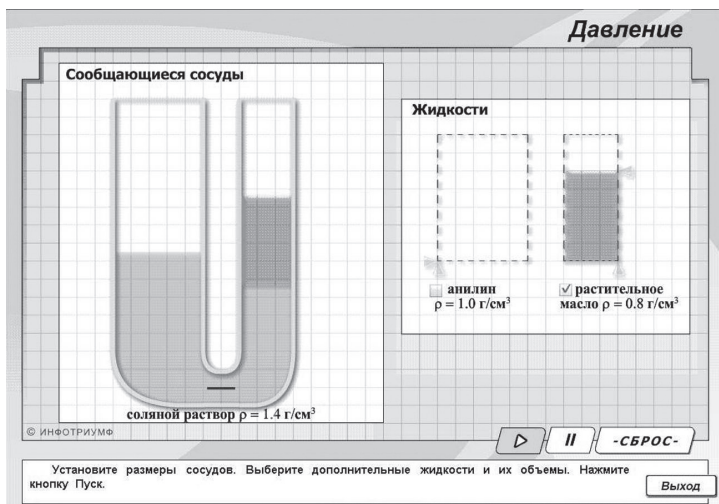 Давление
Сообщающиеся сосуды
Жидкости
анилин
ρ = 1.0 г/см³
растительное
масло ρ = 0.8 г/см³
соляной раствор ρ = 1.4 г/см³
© ИНФОТРИУМФ
-СБРОС-
Установите размеры сосудов. Выберите дополнительные жидкости и их объемы. Нажмите
кнопку Пуск.
Выход